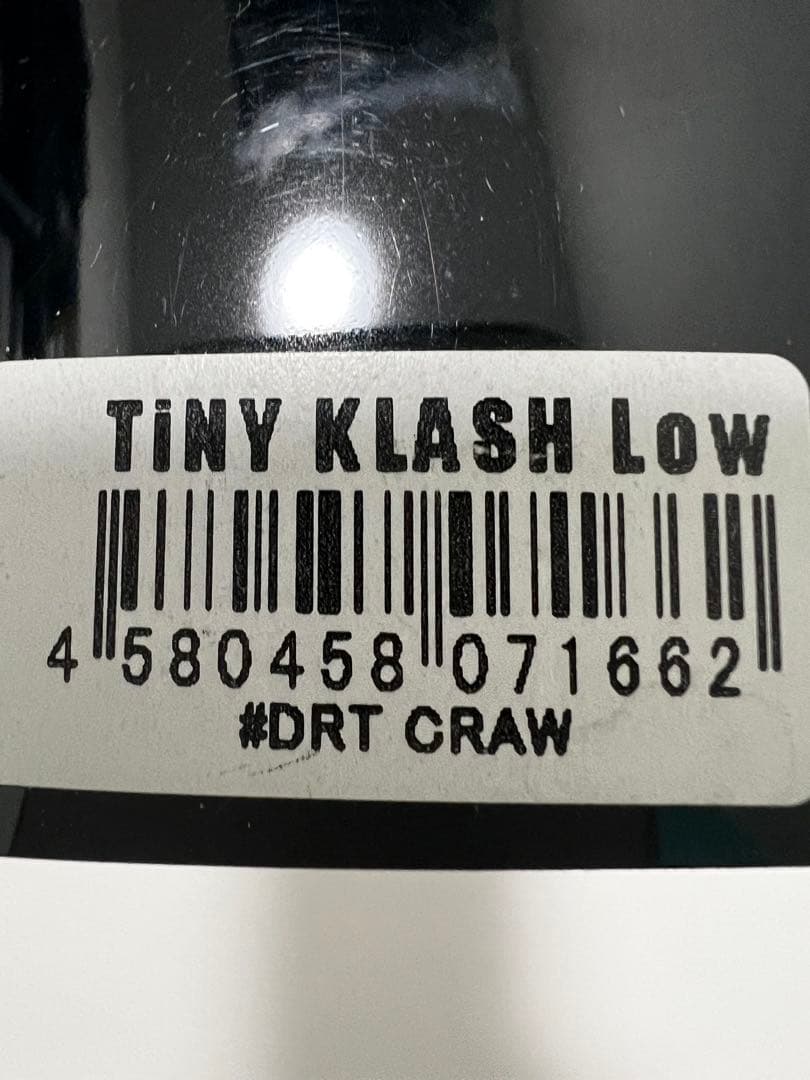 TiNY KLASH Low
4 580458 071662
#DRT CRAW